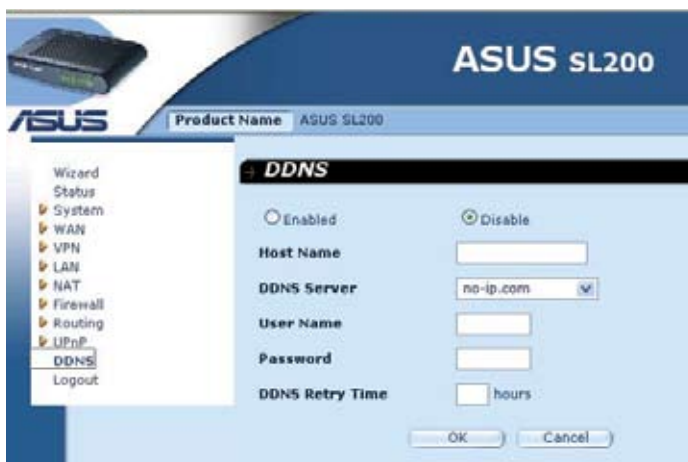 ASUS SL200
ASUS
Product Name ASUS SL200
Wizard
Status
System
WAN
VPN
LAN
NAT
Firewall
Routing
UPnP
DDNS
Logout
DDNS
Enabled Disable
Host Name
DDNS Server no-ip.com
User Name
Password
DDNS Retry Time hours
OK Cancel